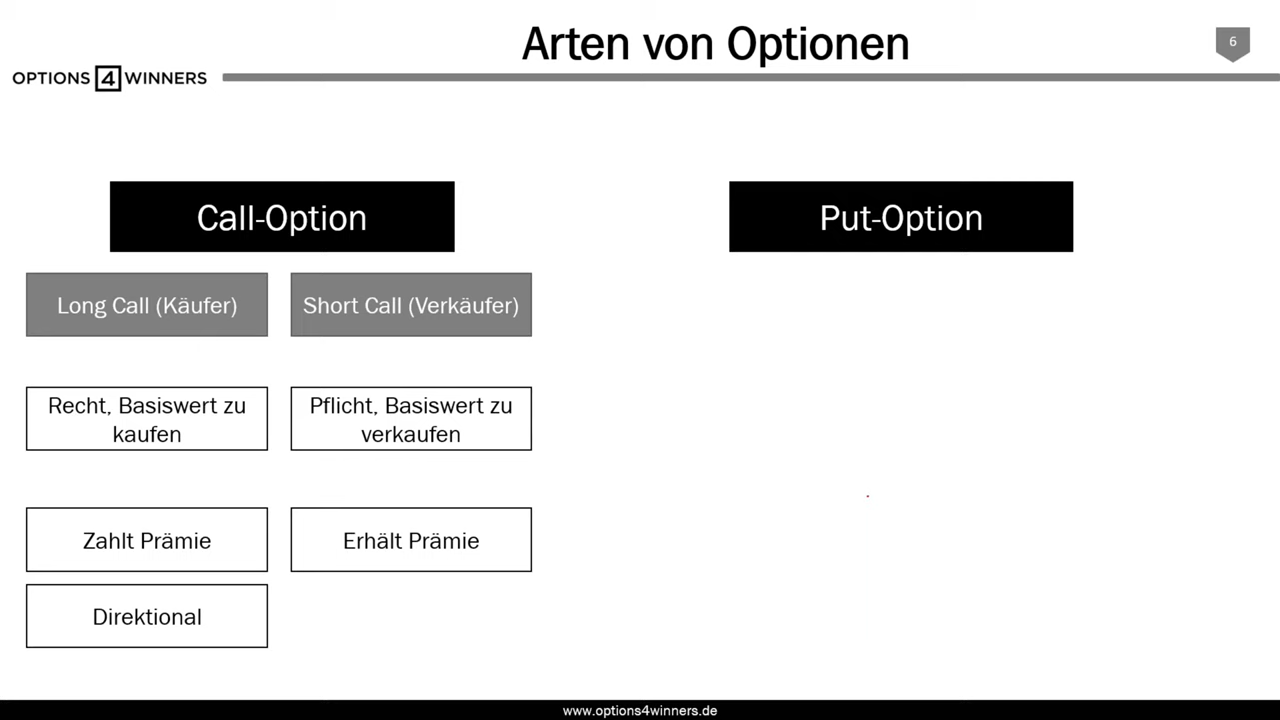 Arten von Optionen
6
OPTIONS 4 WINNERS
Call-Option
Put-Option
Long Call (Käufer)
Short Call (Verkäufer)
Recht, Basiswert zu
kaufen
Pflicht, Basiswert zu
verkaufen
Zahlt Prämie
Erhält Prämie
Direktional
www.options4winners.de